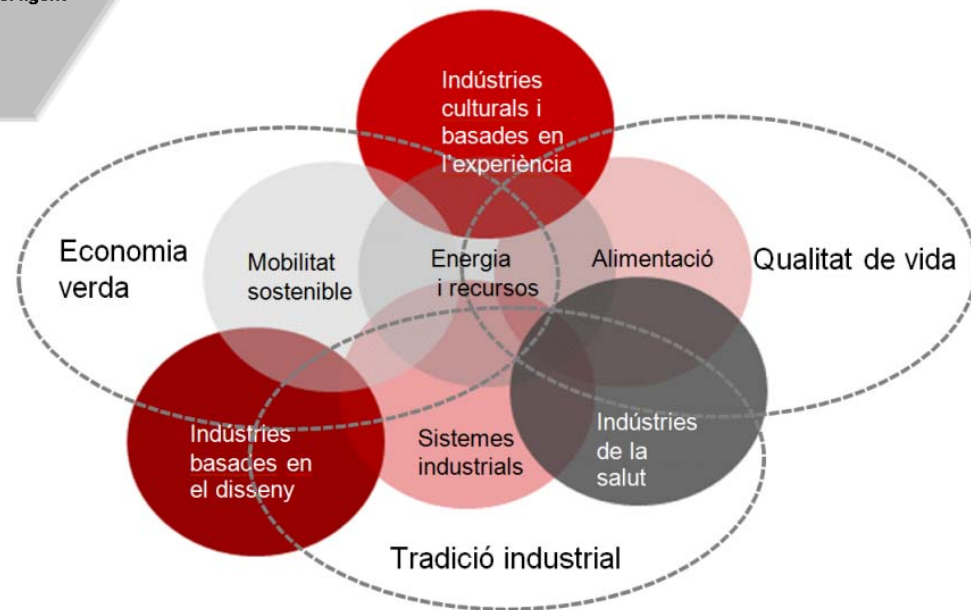 Indústries
culturals i
basades en
l'experiència
Economia
verda
Mobilitat
sostenible
Energia
i recursos
Alimentació
Qualitat de vida
Indústries
basades en
el disseny
Sistemes
industrials
Indústries
de la
salut
Tradició industrial